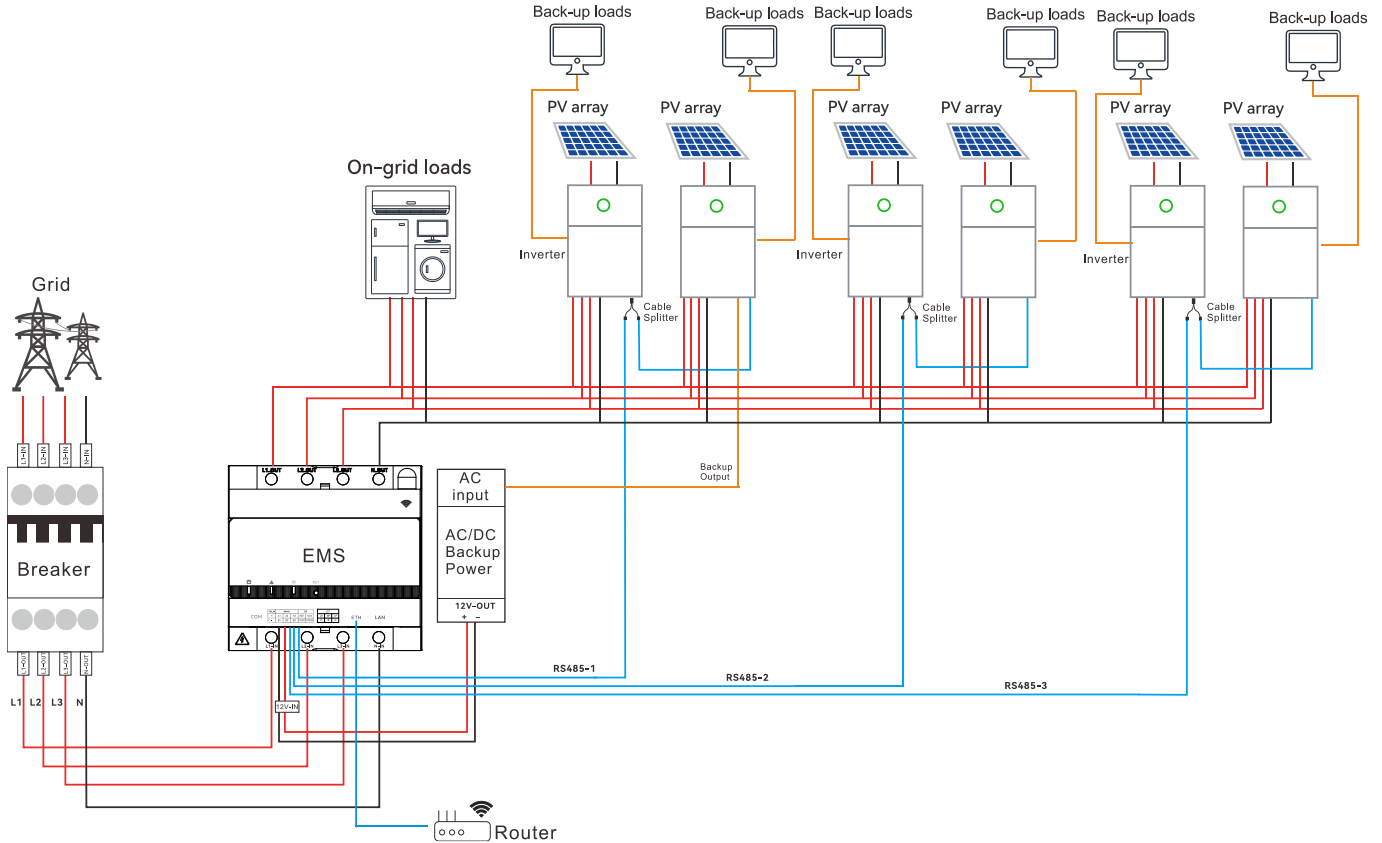 Back-up loads
Back-up loads
Back-up loads
Back-up loads
Back-up loads
Back-up loads
PV array
PV array
PV array
PV array
PV array
PV array
On-grid loads
Inverter
Inverter
Inverter
Grid
Cable
Splitter
Cable
Splitter
Cable
Splitter
L1-IN
L2-IN
L3-IN
N-IN
L1-OUT
L2-OUT
L3-OUT
N-OUT
Backup
Output
AC
input
EMS
AC/DC
Backup
Power
Breaker
12V-OUT
+ −
COM
ETH
LAN
L1-IN
L2-IN
L3-IN
N-IN
L1-OUT
L2-OUT
L3-OUT
N-OUT
RS485-1
RS485-2
RS485-3
L1
L2
L3
N
12V-IN
Router